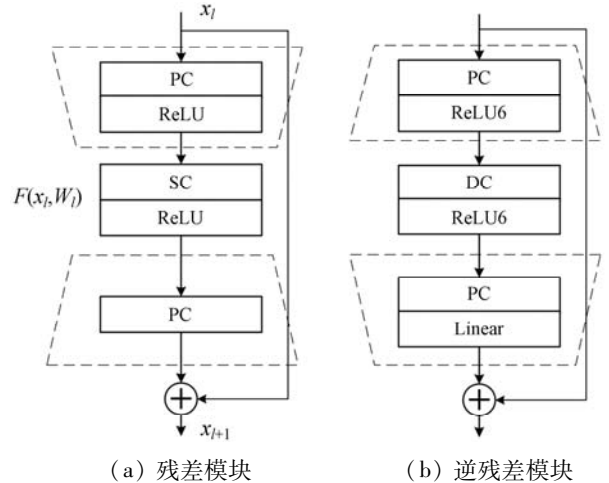 x_l
PC
ReLU
SC
ReLU
F(x_l,W_l)
PC
x_{l+1}
(a) 残差模块
PC
ReLU6
DC
ReLU6
PC
Linear
(b) 逆残差模块